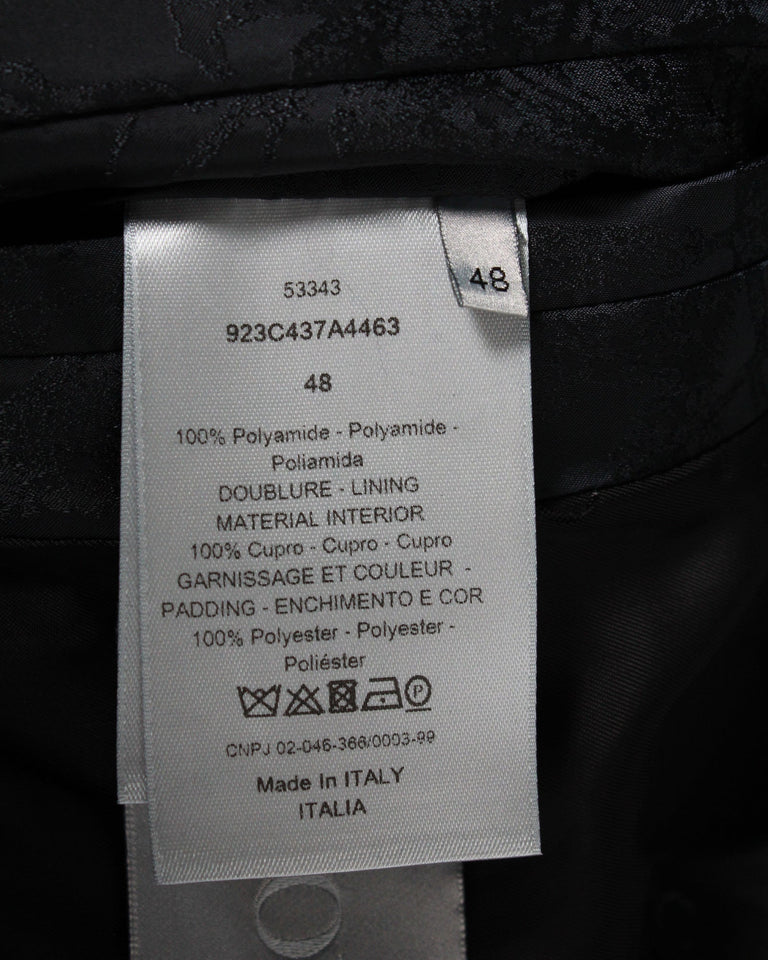 48
53343
923C437A4463
48
100% Polyamide - Polyamide -
Poliamida
DOUBLURE - LINING
MATERIAL INTERIOR
100% Cupro - Cupro - Cupro
GARNISSAGE ET COULEUR -
PADDING - ENCHIMENTO E COR
100% Polyester - Polyester -
Poliéster
P
CNPJ 02-046-366/0003-99
Made In ITALY
ITALIA